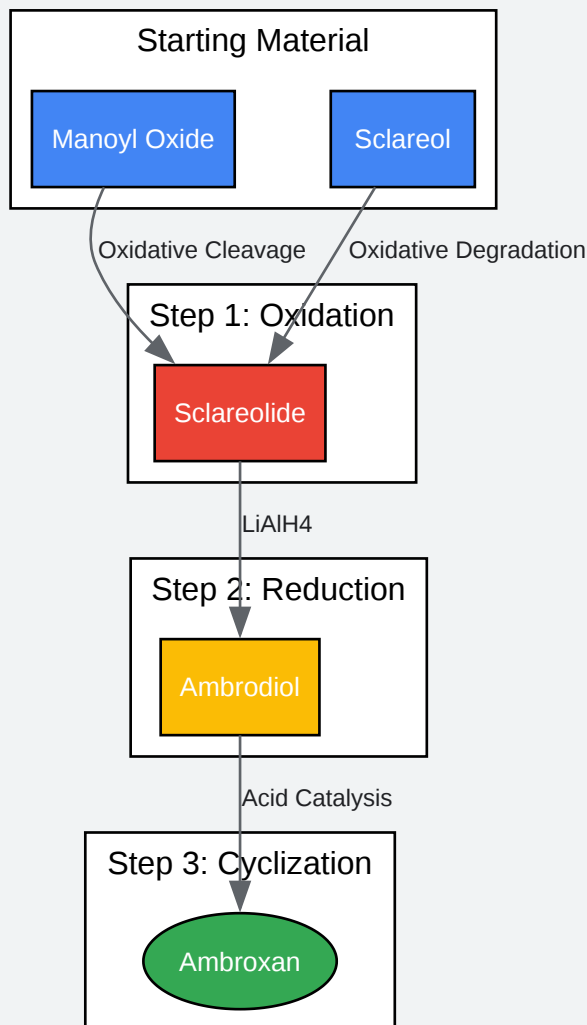 Starting Material
Manoyl Oxide
Sclareol
Oxidative Cleavage
Oxidative Degradation
Step 1: Oxidation
Sclareolide
LiAlH4
Step 2: Reduction
Ambrodiol
Acid Catalysis
Step 3: Cyclization
Ambroxan